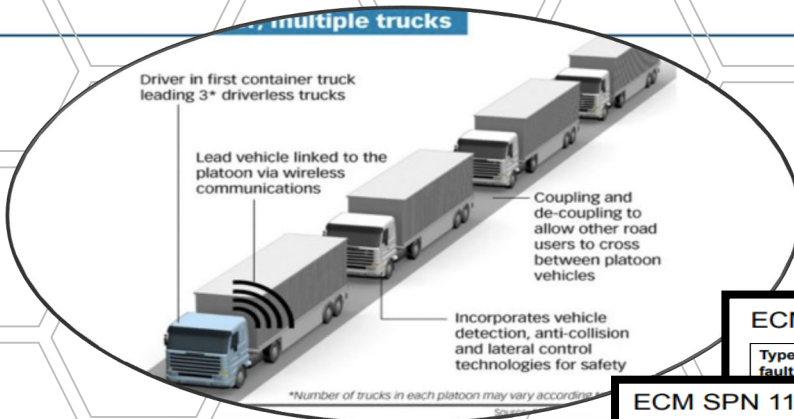 multiple trucks
Driver in first container truck
leading 3* driverless trucks
Lead vehicle linked to the
platoon via wireless
communications
Coupling and
de-coupling to
allow other road
users to cross
between platoon
vehicles
Incorporates vehicle
detection, anti-collision
and lateral control
technologies for safety
*Number of trucks in each platoon may vary according
ECM SPN 11